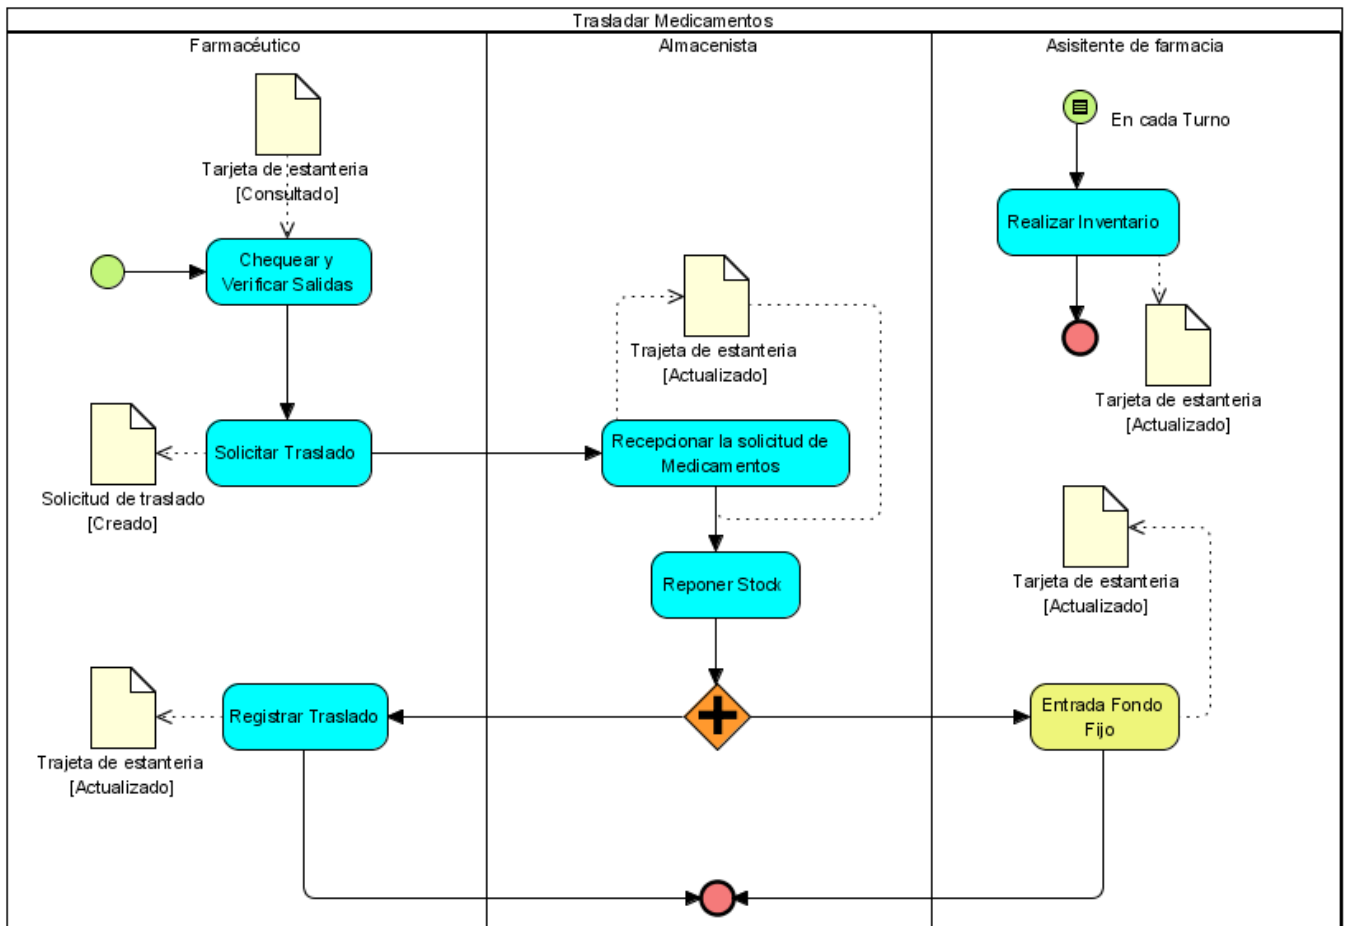 Trasladar Medicamentos
Farmacéutico
Almacenista
Asisitente de farmacia
En cada Turno
Tarjeta de estanteria
[Consultado]
Realizar Inventario
Chequear y
Verificar Salidas
Trajeta de estanteria
[Actualizado]
Tarjeta de estanteria
[Actualizado]
Solicitar Traslado
Recepcionar la solicitud de
Medicamentos
Solicitud de traslado
[Creado]
Reponer Stock
Tarjeta de estanteria
[Actualizado]
Registrar Traslado
Entrada Fondo
Fijo
Trajeta de estanteria
[Actualizado]